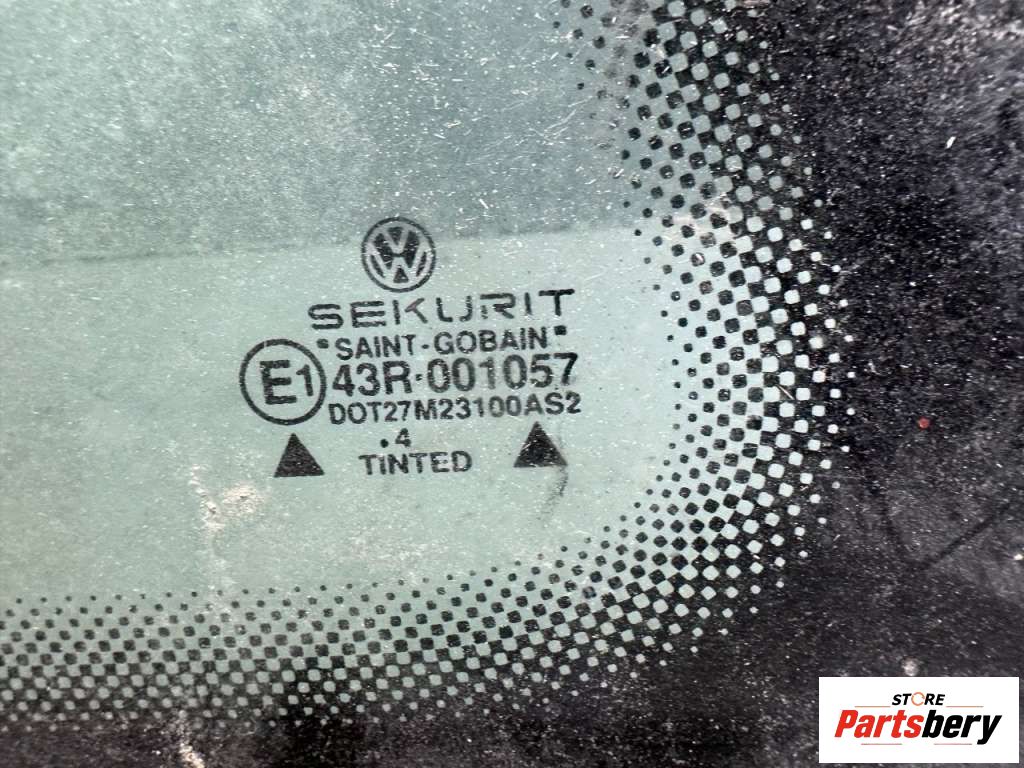 SEKURIT
"SAINT-GOBAIN"
E1 43R-001057
DOT27M23100AS2
.4
TINTED
STORE
Partsbery